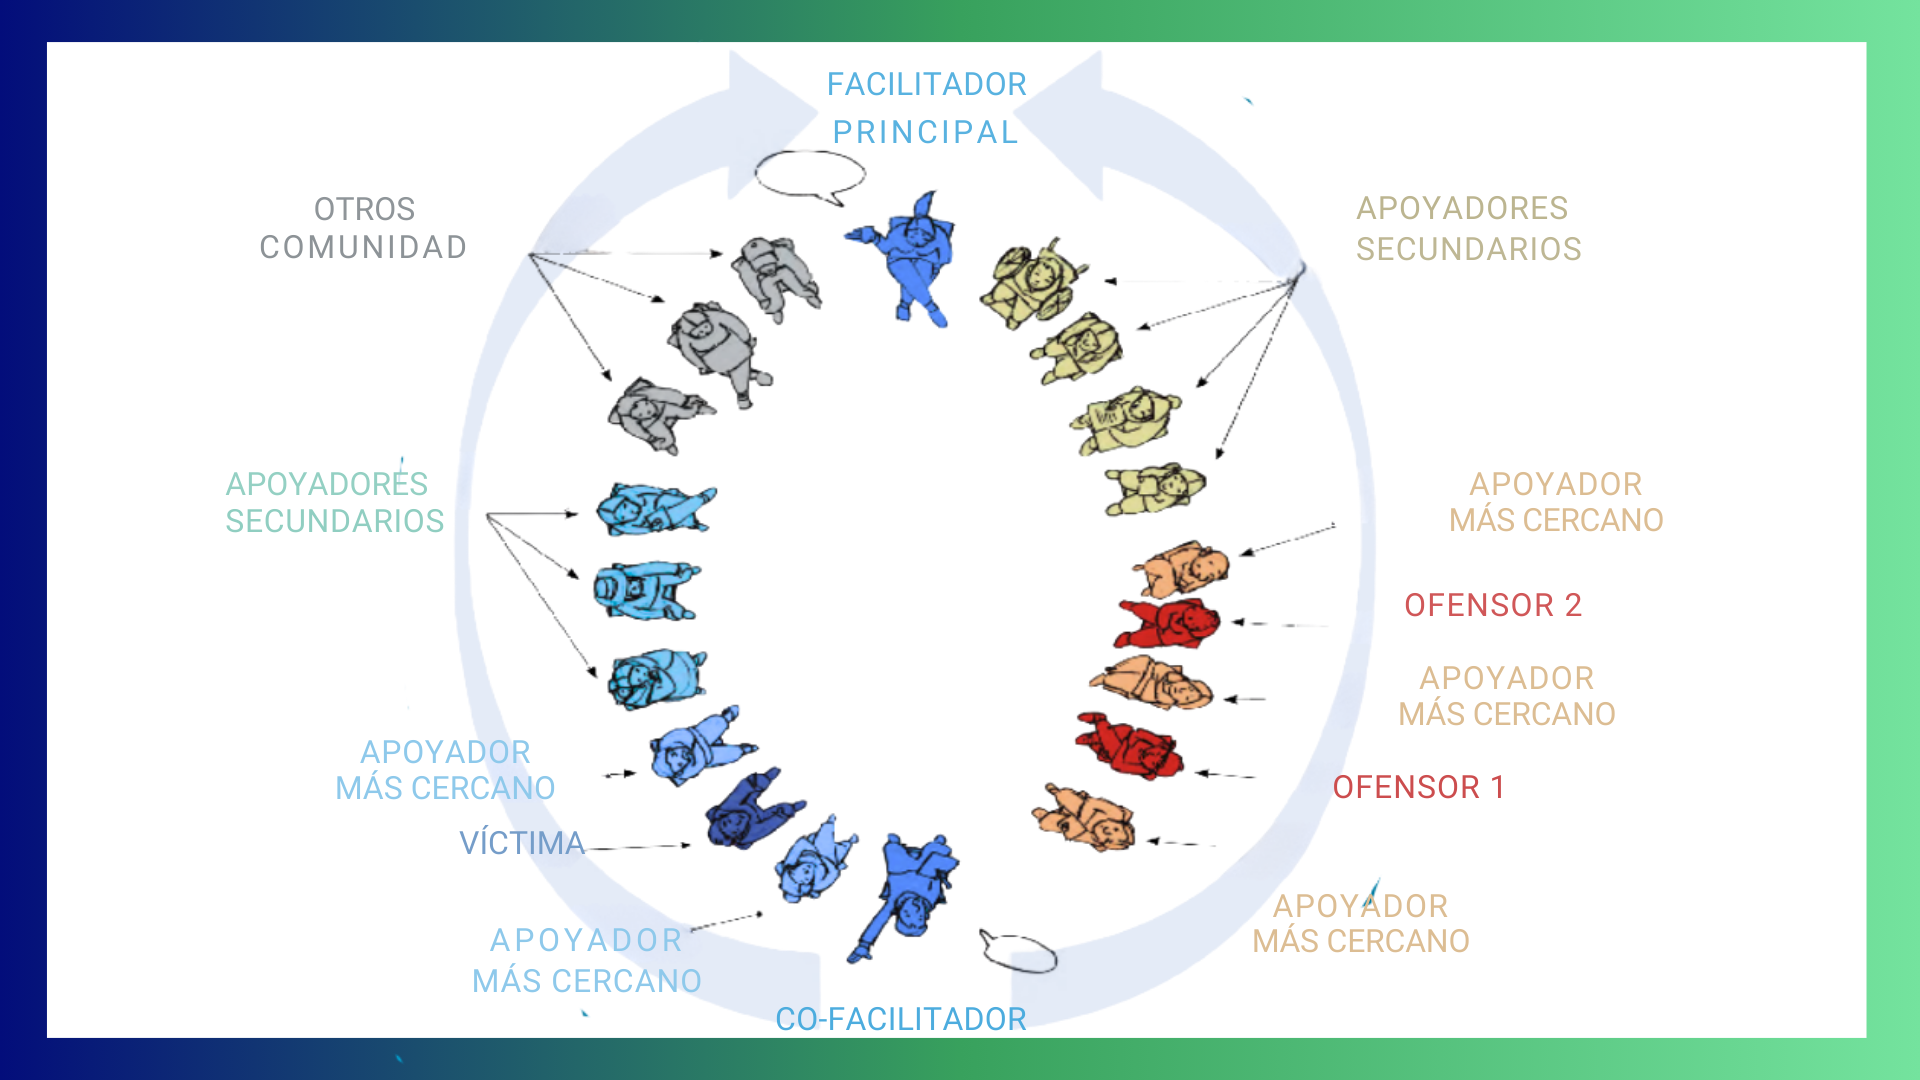 FACILITADOR
PRINCIPAL
OTROS
COMUNIDAD
APOYADORES
SECUNDARIOS
APOYADORES
SECUNDARIOS
APOYADOR
MÁS CERCANO
OFENSOR 2
APOYADOR
MÁS CERCANO
APOYADOR
MÁS CERCANO
OFENSOR 1
VÍCTIMA
APOYADOR
MÁS CERCANO
APOYADOR
MÁS CERCANO
CO-FACILITADOR